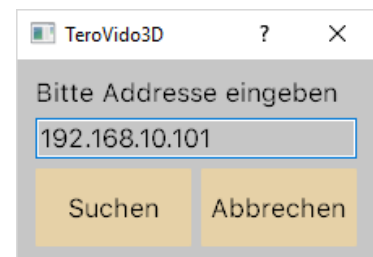 TeroVido3D ?
Bitte Addresse eingeben
192.168.10.101
Suchen Abbrechen